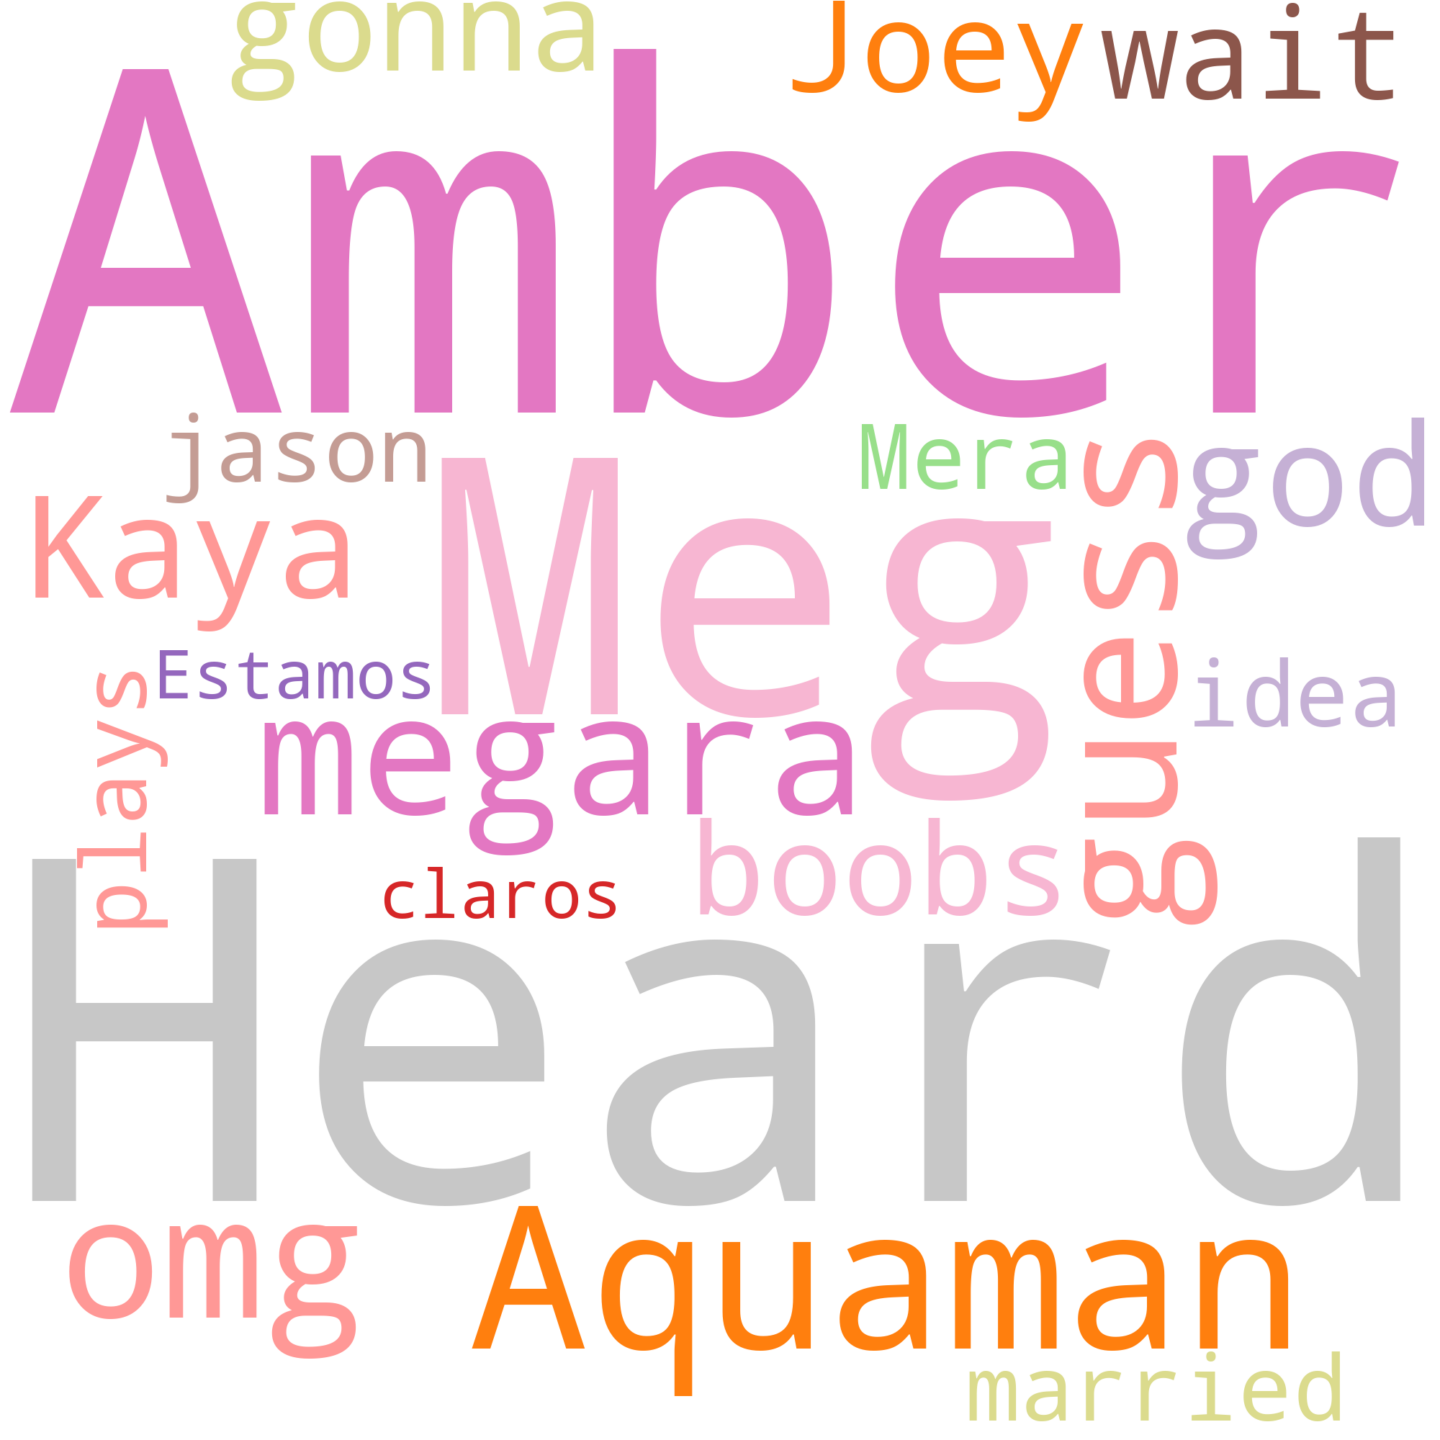 gonna
Joey
wait
Amber
jason
Mera
god
Kaya
Meg
guess
Estamos
idea
plays
megara
boobs
claros
Heard
omg
Aquaman
married